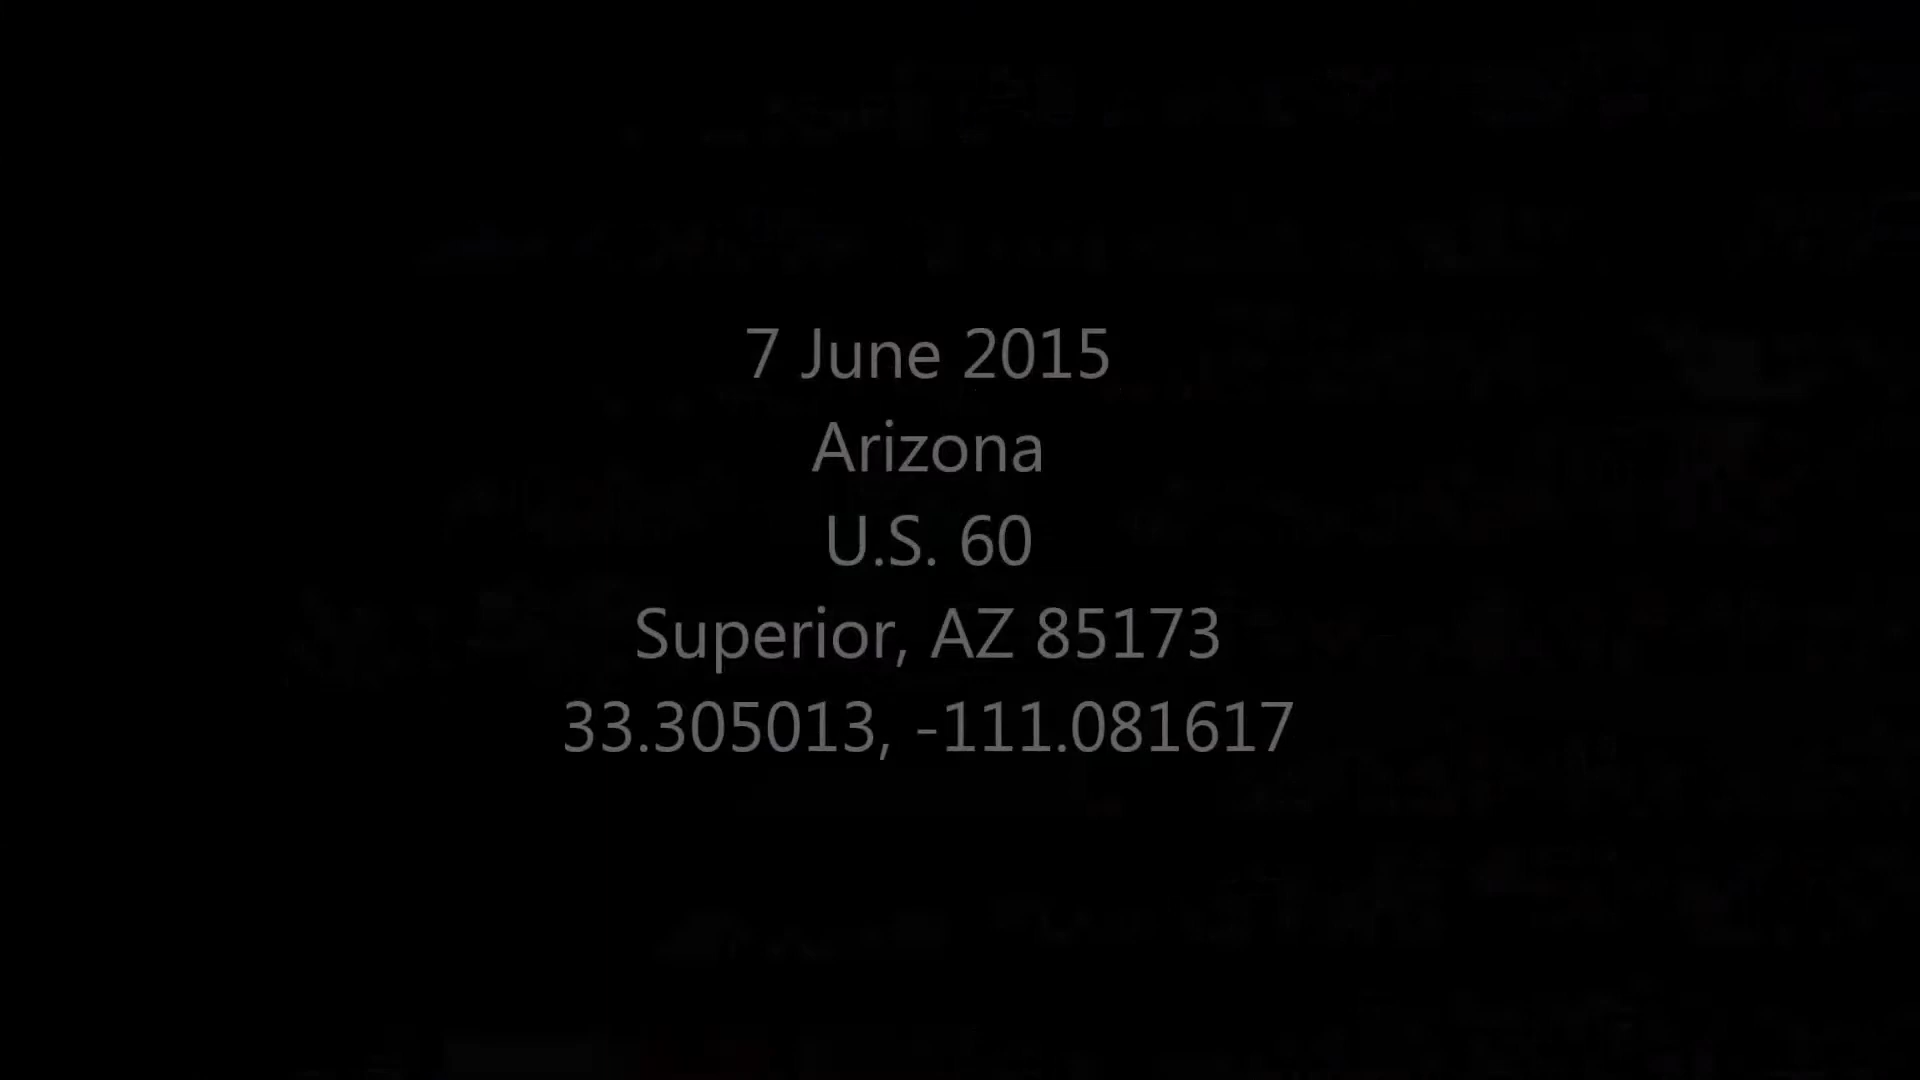 7 June 2015
Arizona
U.S. 60
Superior, AZ 85173
33.305013, -111.081617